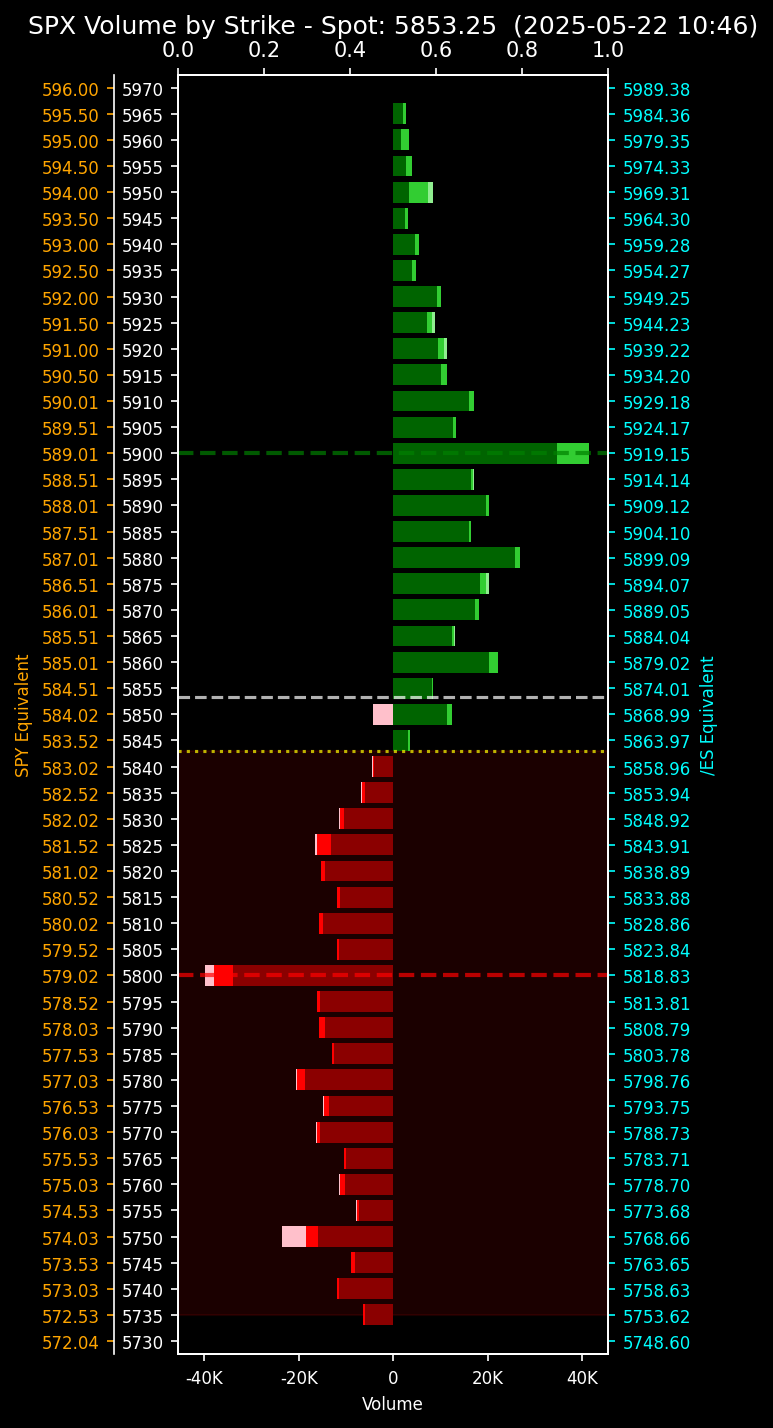 SPX Volume by Strike - Spot: 5853.25 (2025-05-22 10:46)
0.0 0.2 0.4 0.6 0.8 1.0
596.00 5970 5989.38
595.50 5965 5984.36
595.00 5960 5979.35
594.50 5955 5974.33
594.00 5950 5969.31
593.50 5945 5964.30
593.00 5940 5959.28
592.50 5935 5954.27
592.00 5930 5949.25
591.50 5925 5944.23
591.00 5920 5939.22
590.50 5915 5934.20
590.01 5910 5929.18
589.51 5905 5924.17
589.01 5900 5919.15
588.51 5895 5914.14
588.01 5890 5909.12
587.51 5885 5904.10
587.01 5880 5899.09
586.51 5875 5894.07
586.01 5870 5889.05
585.51 5865 5884.04
585.01 5860 5879.02
584.51 5855 5874.01
584.02 5850 5868.99
583.52 5845 5863.97
583.02 5840 5858.96
582.52 5835 5853.94
582.02 5830 5848.92
581.52 5825 5843.91
581.02 5820 5838.89
580.52 5815 5833.88
580.02 5810 5828.86
579.52 5805 5823.84
579.02 5800 5818.83
578.52 5795 5813.81
578.03 5790 5808.79
577.53 5785 5803.78
577.03 5780 5798.76
576.53 5775 5793.75
576.03 5770 5788.73
575.53 5765 5783.71
575.03 5760 5778.70
574.53 5755 5773.68
574.03 5750 5768.66
573.53 5745 5763.65
573.03 5740 5758.63
572.53 5735 5753.62
572.04 5730 5748.60
SPY Equivalent
/ES Equivalent
-40K -20K 0 20K 40K
Volume